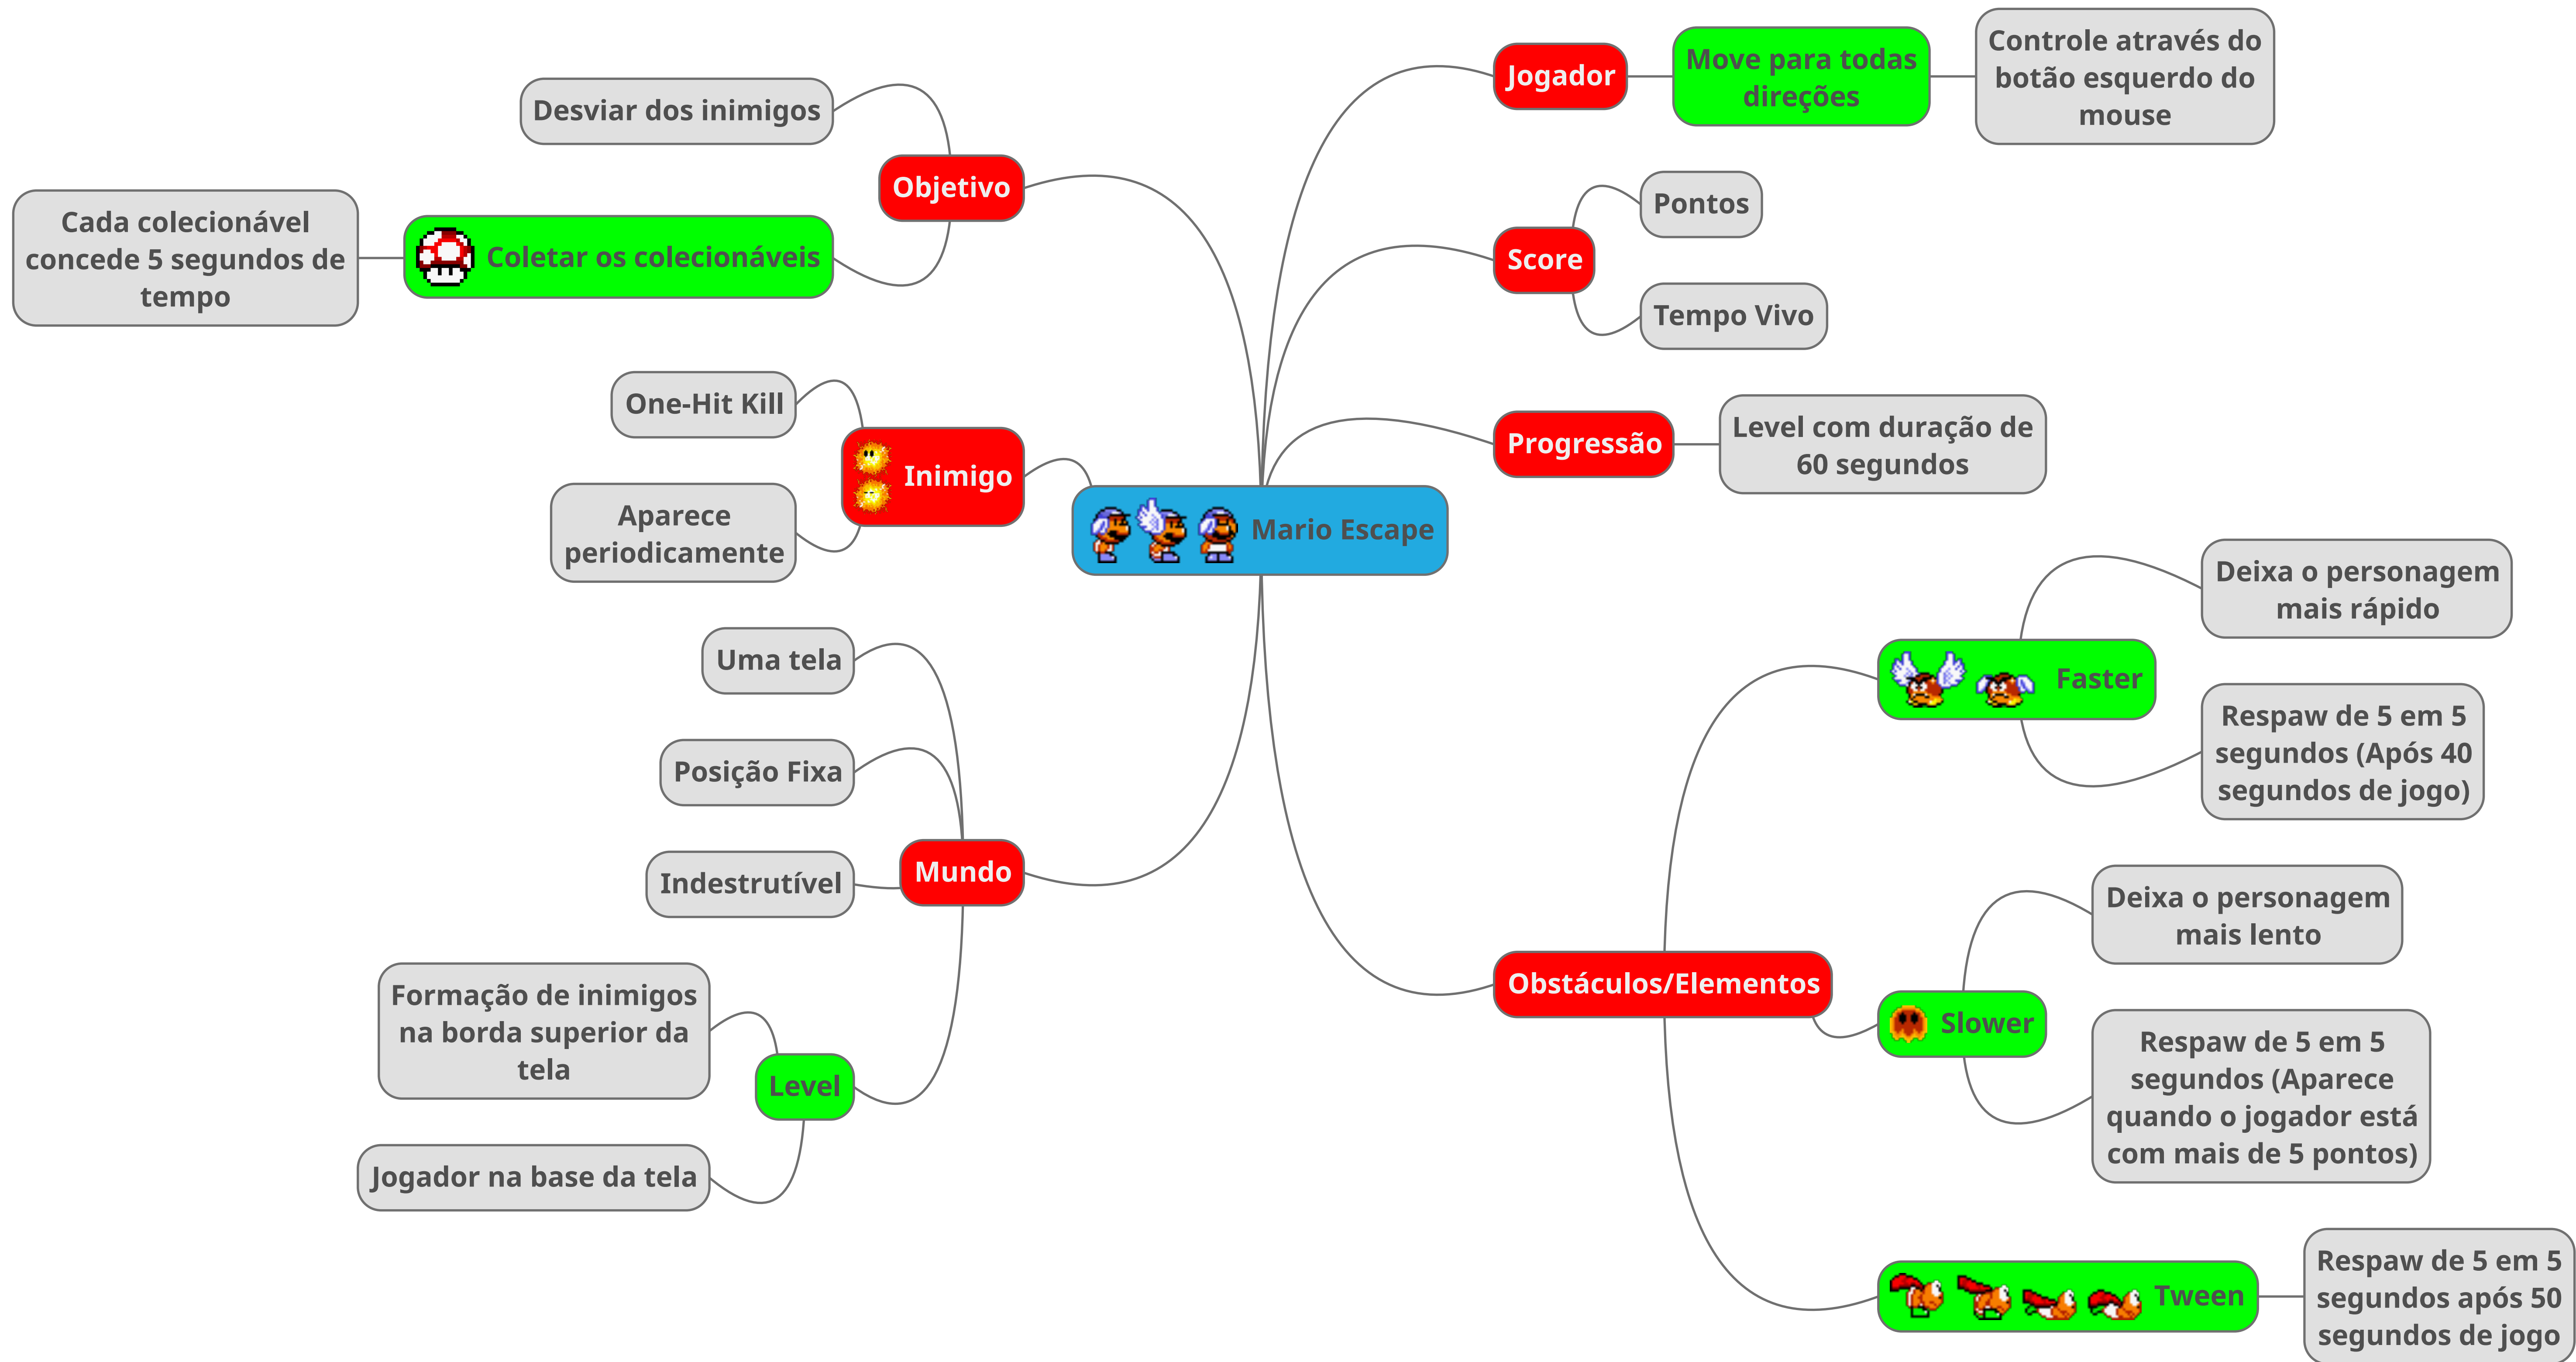 Mario Escape
Objetivo
Desviar dos inimigos
Coletar os colecionáveis
Cada colecionável
concede 5 segundos de
tempo
Inimigo
One-Hit Kill
Aparece
periodicamente
Mundo
Uma tela
Posição Fixa
Indestrutível
Level
Formação de inimigos
na borda superior da
tela
Jogador na base da tela
Jogador
Move para todas
direções
Controle através do
botão esquerdo do
mouse
Score
Pontos
Tempo Vivo
Progressão
Level com duração de
60 segundos
Obstáculos/Elementos
Faster
Deixa o personagem
mais rápido
Respaw de 5 em 5
segundos (Após 40
segundos de jogo)
Slower
Deixa o personagem
mais lento
Respaw de 5 em 5
segundos (Aparece
quando o jogador está
com mais de 5 pontos)
Tween
Respaw de 5 em 5
segundos após 50
segundos de jogo